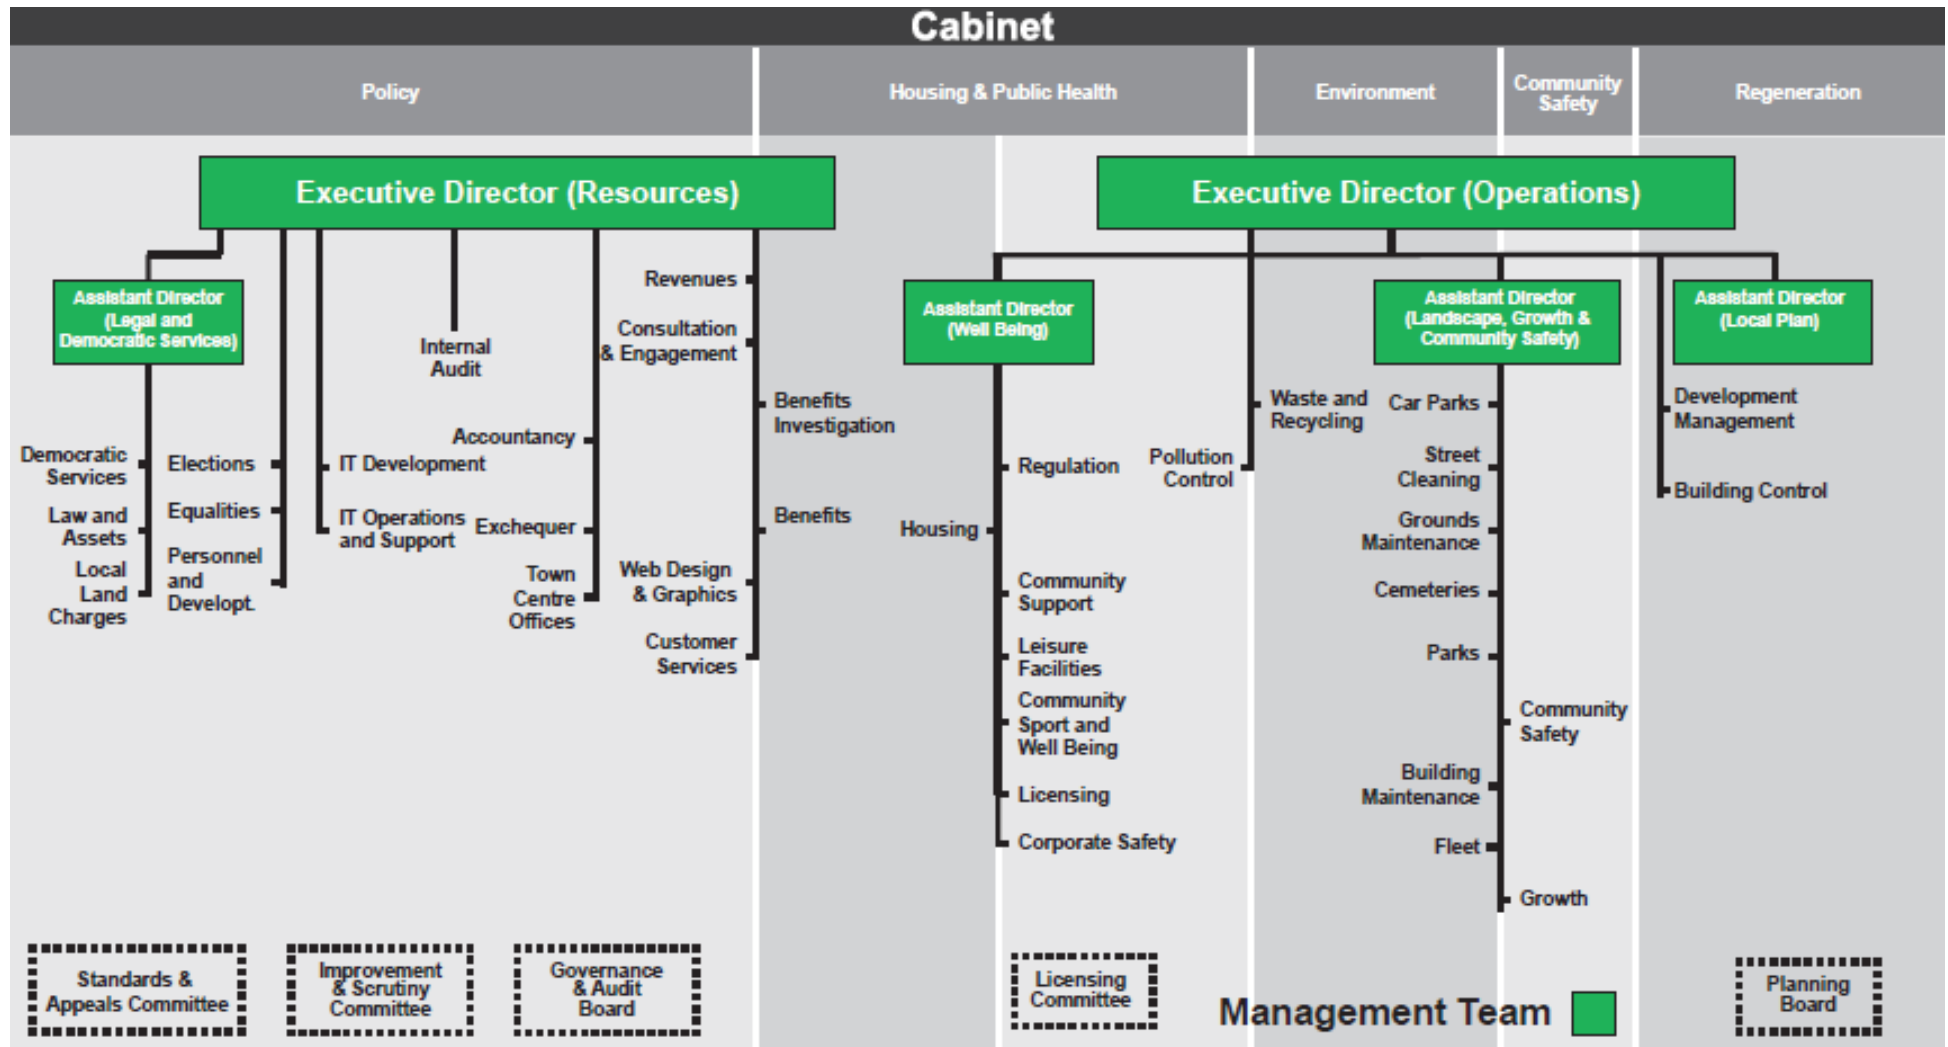 Cabinet
Policy
Housing & Public Health
Environment
Community
Safety
Regeneration
Executive Director (Resources)
Executive Director (Operations)
Assistant Director
(Legal and
Democratic Services)
Democratic
Services
Law and
Assets
Local
Land
Charges
Elections
Equalities
Personnel
and
Developt.
IT Development
IT Operations
and Support
Internal
Audit
Accountancy
Exchequer
Town
Centre
Offices
Revenues
Consultation
& Engagement
Benefits
Investigation
Benefits
Web Design
& Graphics
Customer
Services
Assistant Director
(Well Being)
Regulation
Housing
Community
Support
Leisure
Facilities
Community
Sport and
Well Being
Licensing
Corporate Safety
Pollution
Control
Waste and
Recycling
Assistant Director
(Landscape, Growth &
Community Safety)
Car Parks
Street
Cleaning
Grounds
Maintenance
Cemeteries
Parks
Community
Safety
Building
Maintenance
Fleet
Growth
Assistant Director
(Local Plan)
Development
Management
Building Control
Standards &
Appeals Committee
Improvement
& Scrutiny
Committee
Governance
& Audit
Board
Licensing
Committee
Management Team
Planning
Board